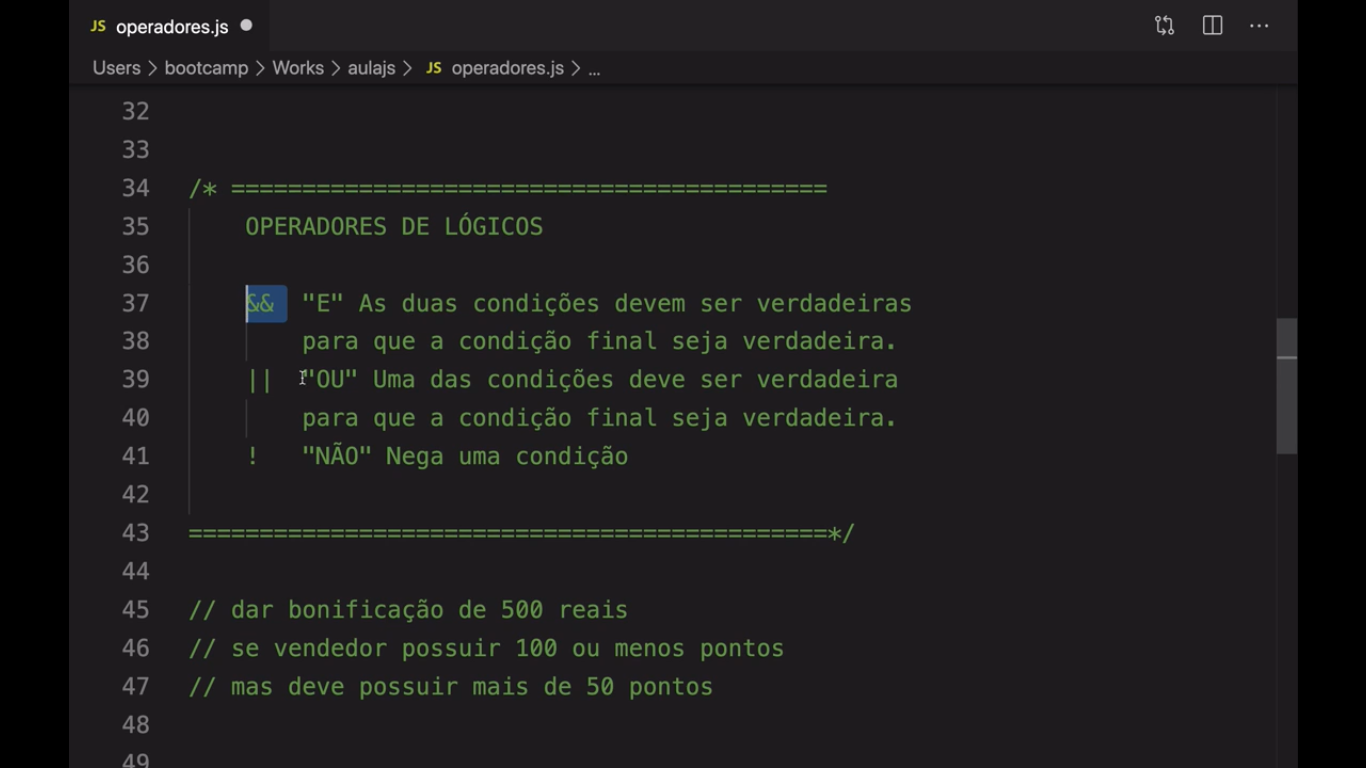 JS operadores.js
Users > bootcamp > Works > aulajs > JS operadores.js > ...
32
33
34 /* ==========================================
35 OPERADORES DE LÓGICOS
36
37 && "E" As duas condições devem ser verdadeiras
38 para que a condição final seja verdadeira.
39 || "OU" Uma das condições deve ser verdadeira
40 para que a condição final seja verdadeira.
41 ! "NÃO" Nega uma condição
42
43 =============================================*/
44
45 // dar bonificação de 500 reais
46 // se vendedor possuir 100 ou menos pontos
47 // mas deve possuir mais de 50 pontos
48
49